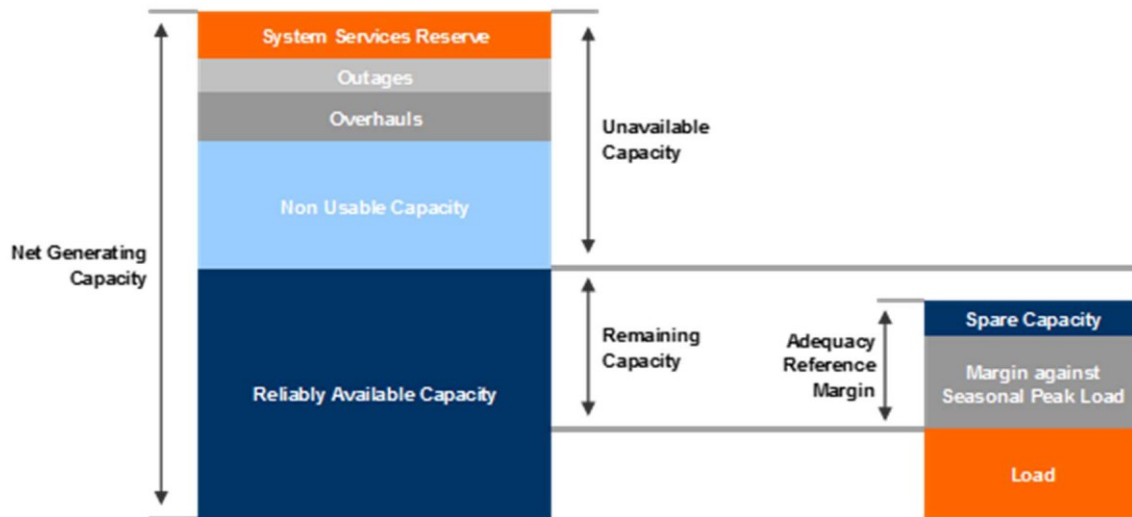 System Services Reserve
Outages
Overhauls
Unavailable
Capacity
Non Usable Capacity
Net Generating
Capacity
Remaining
Capacity
Reliably Available Capacity
Adequacy
Reference
Margin
Spare Capacity
Margin against
Seasonal Peak Load
Load